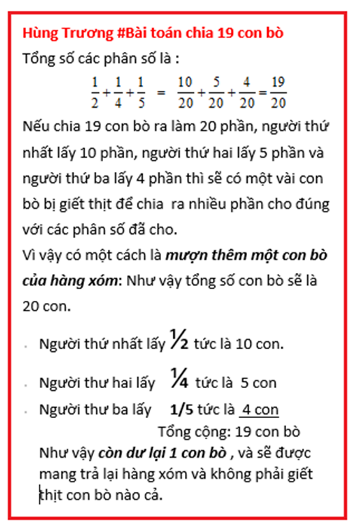 Hùng Trương #Bài toán chia 19 con bò
Tổng số các phân số là :
1/2 + 1/4 + 1/5 = 10/20 + 5/20 + 4/20 = 19/20
Nếu chia 19 con bò ra làm 20 phần, người thứ
nhất lấy 10 phần, người thứ hai lấy 5 phần và
người thứ ba lấy 4 phần thì sẽ có một vài con
bò bị giết thịt để chia ra nhiều phần cho đúng
với các phân số đã cho.
Vì vậy có một cách là mượn thêm một con bò
của hàng xóm: Như vậy tổng số con bò sẽ là
20 con.
. Người thứ nhất lấy ½ tức là 10 con.
. Người thư hai lấy ¼ tức là 5 con
. Người thư ba lấy 1/5 tức là 4 con
Tổng cộng: 19 con bò
Như vậy còn dư lại 1 con bò , và sẽ được
mang trả lại hàng xóm và không phải giết
thịt con bò nào cả.